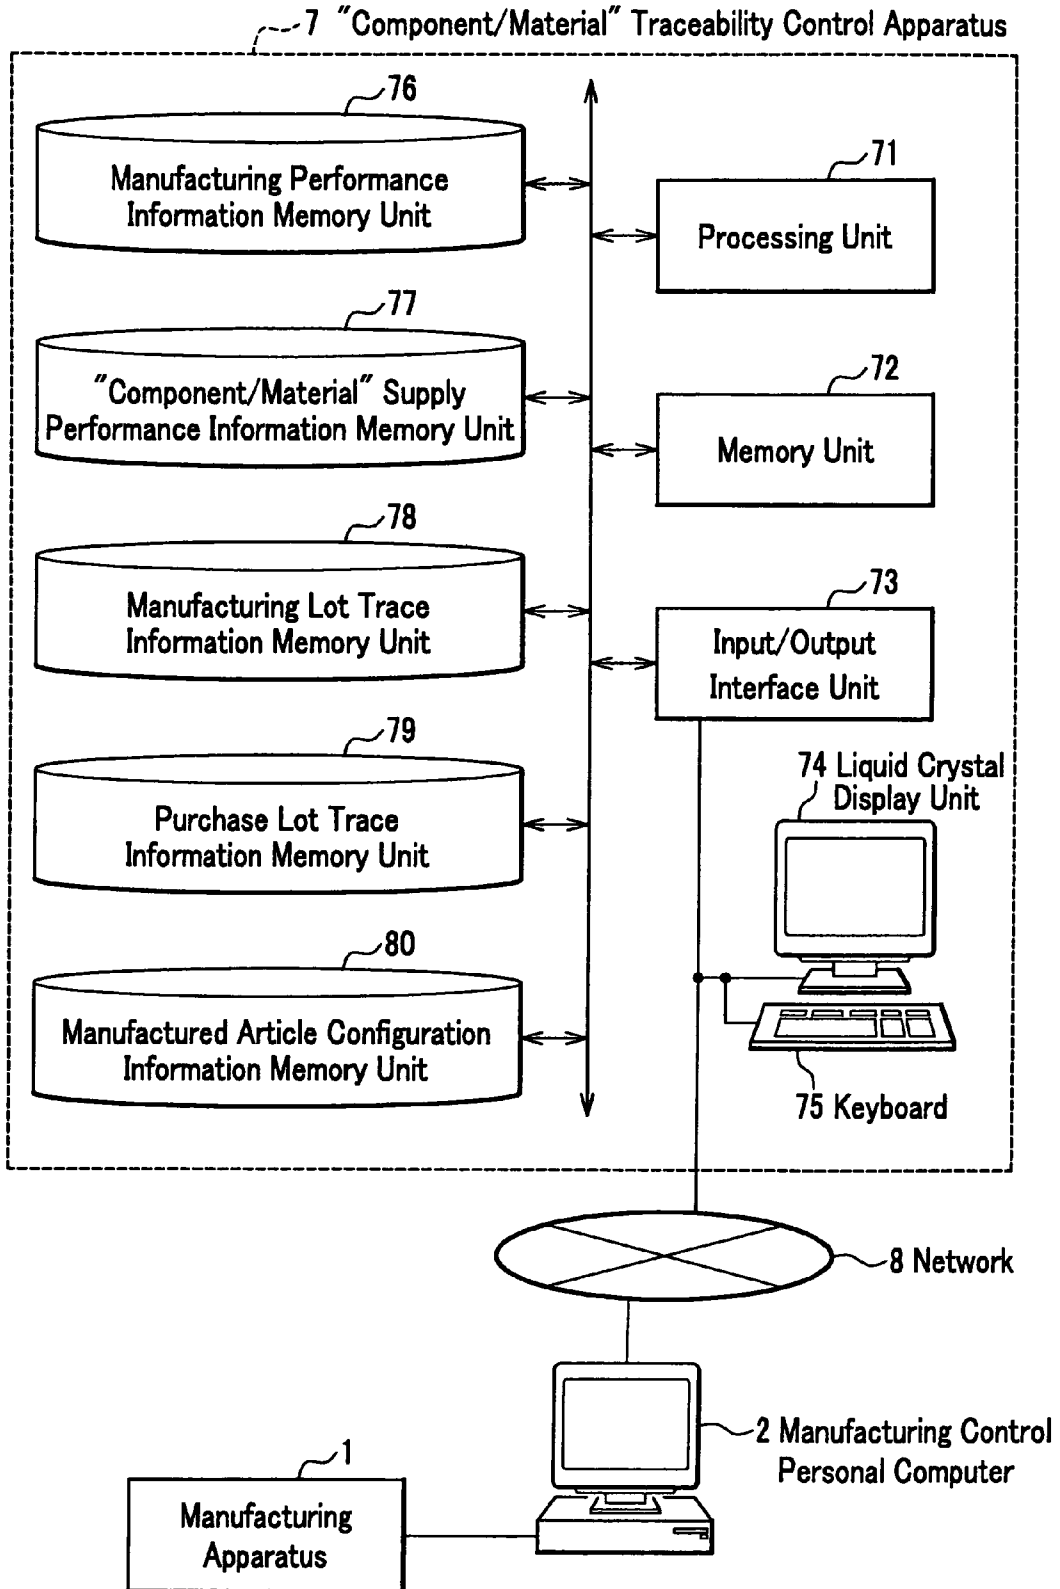 7 "Component/Material" Traceability Control Apparatus
76
Manufacturing Performance
Information Memory Unit
71
Processing Unit
77
"Component/Material" Supply
Performance Information Memory Unit
72
Memory Unit
78
Manufacturing Lot Trace
Information Memory Unit
73
Input/Output
Interface Unit
79
Purchase Lot Trace
Information Memory Unit
74 Liquid Crystal
Display Unit
80
Manufactured Article Configuration
Information Memory Unit
75 Keyboard
8 Network
2 Manufacturing Control
Personal Computer
1
Manufacturing
Apparatus